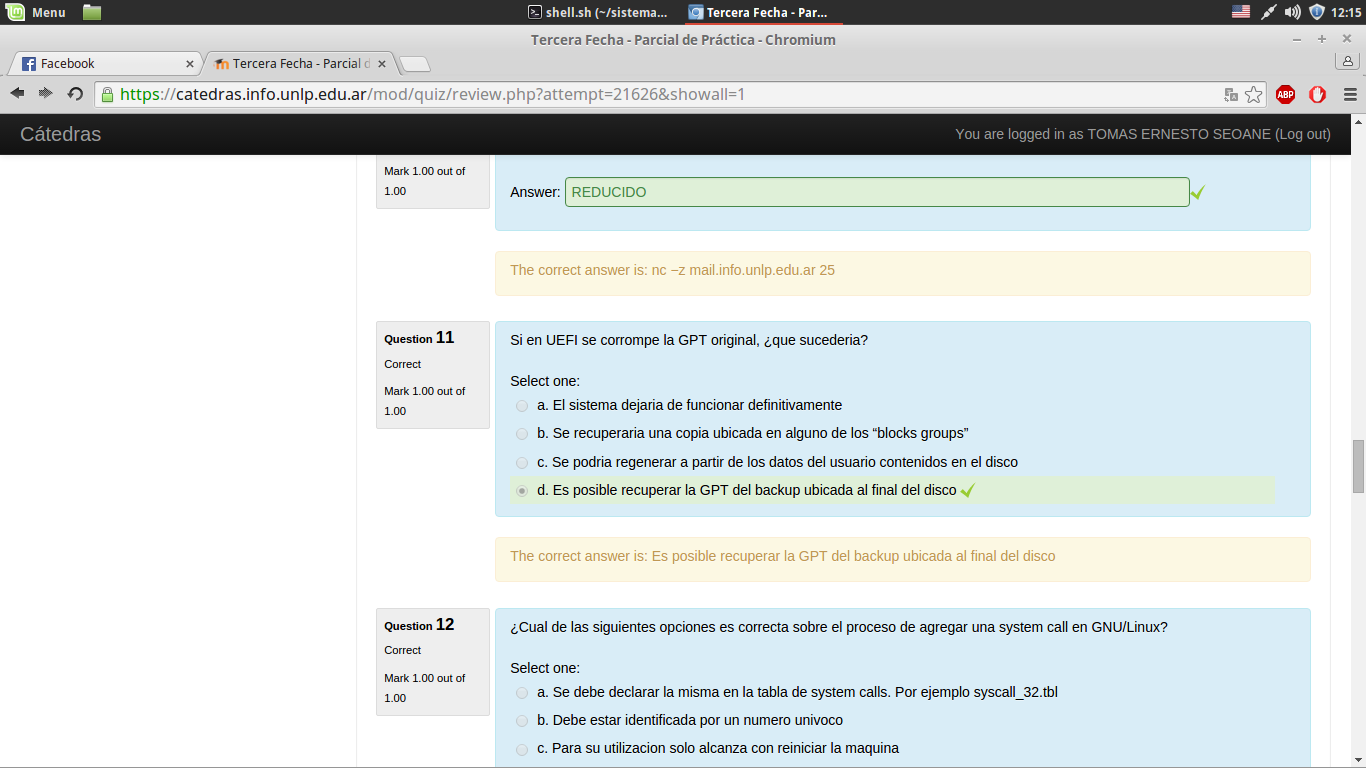 Menu
shell.sh (~/sistema...
Tercera Fecha - Par...
12:15
Tercera Fecha - Parcial de Práctica - Chromium
Facebook
Tercera Fecha - Parcial d
https://catedras.info.unlp.edu.ar/mod/quiz/review.php?attempt=21626&showall=1
ABP
Cátedras
You are logged in as TOMAS ERNESTO SEOANE (Log out)
Mark 1.00 out of
1.00
Answer: REDUCIDO
The correct answer is: nc –z mail.info.unlp.edu.ar 25
Question 11
Correct
Mark 1.00 out of
1.00
Si en UEFI se corrompe la GPT original, ¿que sucederia?
Select one:
a. El sistema dejaria de funcionar definitivamente
b. Se recuperaria una copia ubicada en alguno de los “blocks groups”
c. Se podria regenerar a partir de los datos del usuario contenidos en el disco
d. Es posible recuperar la GPT del backup ubicada al final del disco
The correct answer is: Es posible recuperar la GPT del backup ubicada al final del disco
Question 12
Correct
Mark 1.00 out of
1.00
¿Cual de las siguientes opciones es correcta sobre el proceso de agregar una system call en GNU/Linux?
Select one:
a. Se debe declarar la misma en la tabla de system calls. Por ejemplo syscall_32.tbl
b. Debe estar identificada por un numero univoco
c. Para su utilizacion solo alcanza con reiniciar la maquina